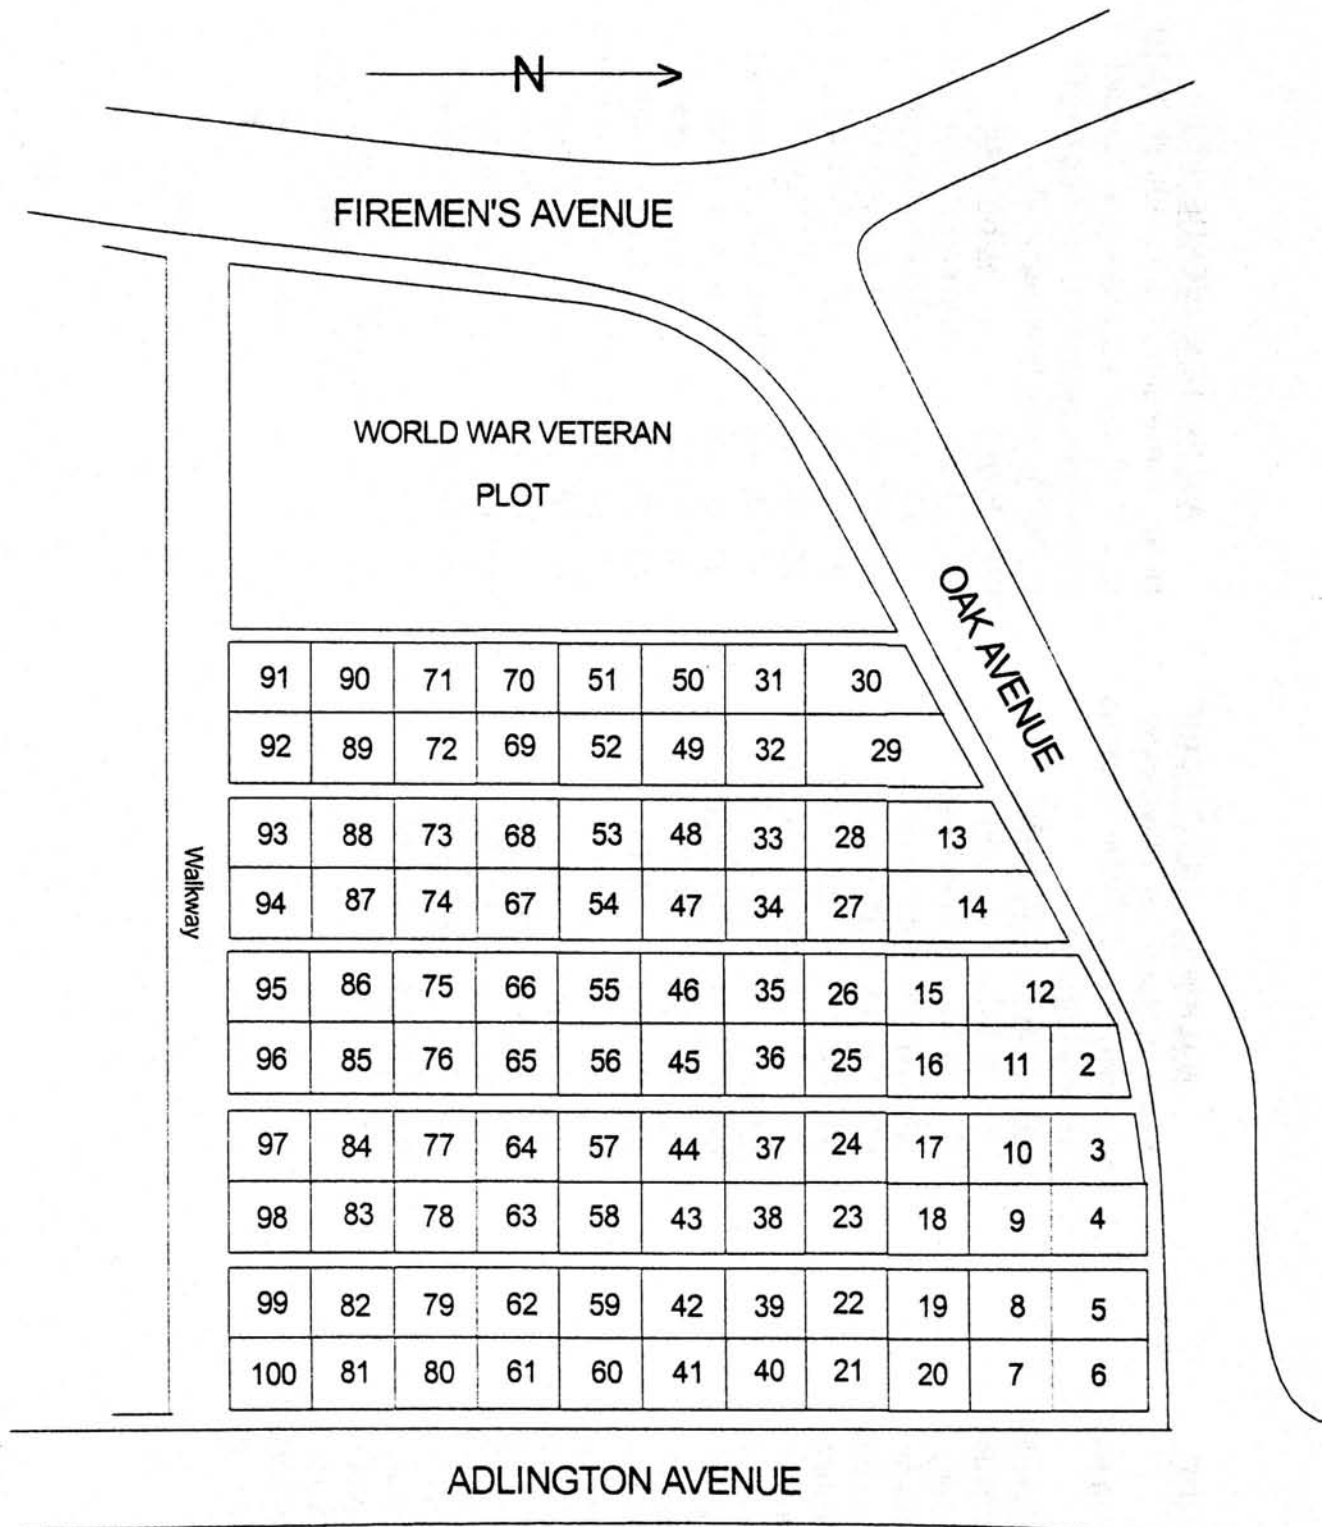 N
FIREMEN'S AVENUE
WORLD WAR VETERAN
PLOT
OAK AVENUE
91 90 71 70 51 50 31 30
92 89 72 69 52 49 32 29
Walkway
93 88 73 68 53 48 33 28 13
94 87 74 67 54 47 34 27 14
95 86 75 66 55 46 35 26 15 12
96 85 76 65 56 45 36 25 16 11 2
97 84 77 64 57 44 37 24 17 10 3
98 83 78 63 58 43 38 23 18 9 4
99 82 79 62 59 42 39 22 19 8 5
100 81 80 61 60 41 40 21 20 7 6
ADLINGTON AVENUE